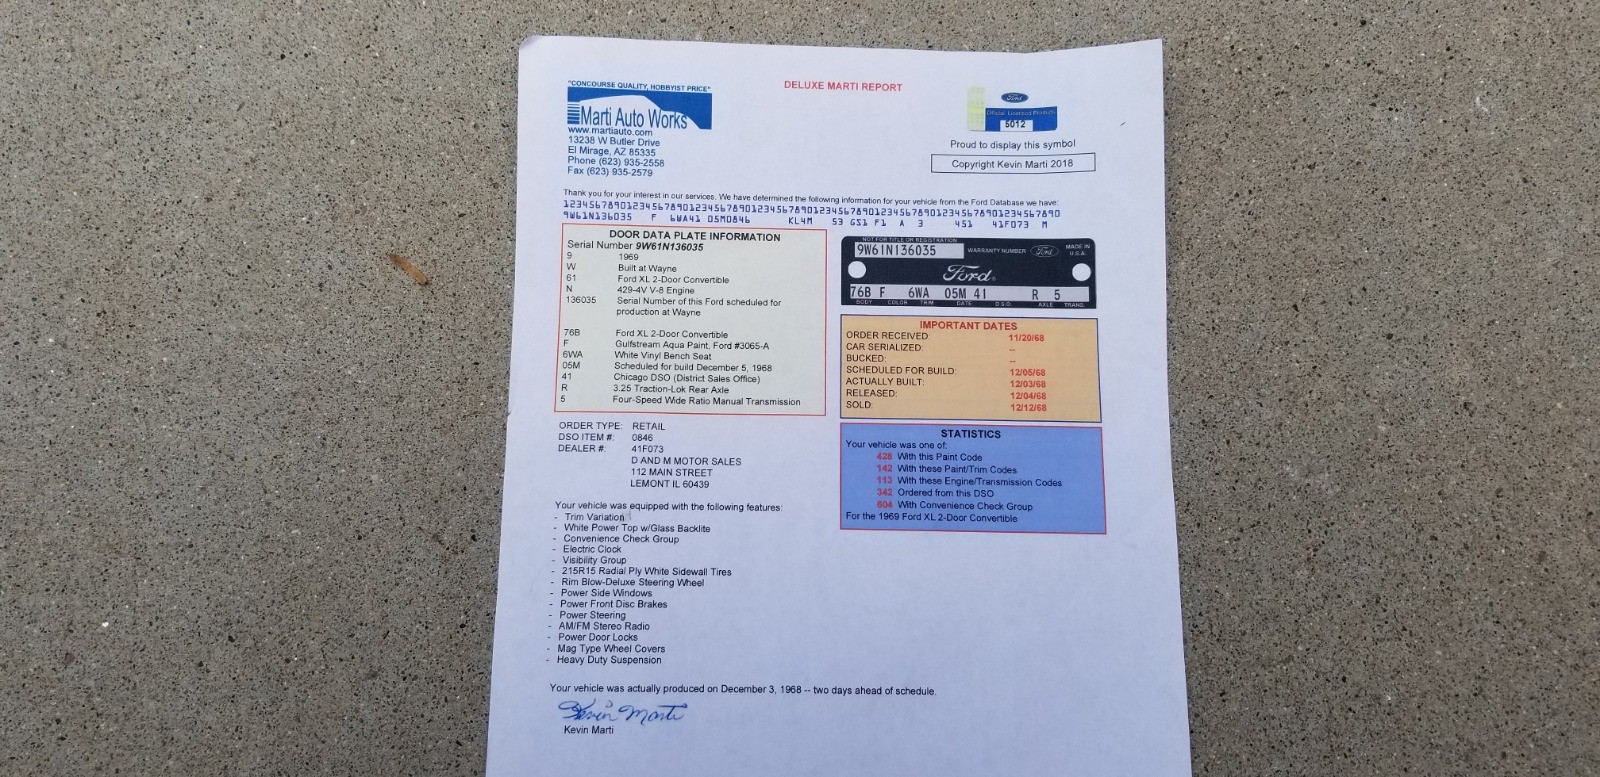 "CONCOURSE QUALITY, HOBBYIST PRICE"
Marti Auto Works
www.martiauto.com
13238 W Butler Drive
El Mirage, AZ 85335
Phone (623) 935-2558
Fax (623) 935-2579
DELUXE MARTI REPORT
Ford
Official Licensed Product
5012
Proud to display this symbol
Copyright Kevin Marti 2018
Thank you for your interest in our services. We have determined the following information for your vehicle from the Ford Database we have:
12345678901234567890123456789012345678901234567890123456789012345678901234567890
9W61N136035 F 6WA41 05M0846 KL4M 53 GS1 F1 A 3 451 41F073 M
DOOR DATA PLATE INFORMATION
Serial Number 9W61N136035
9 1969
W Built at Wayne
61 Ford XL 2-Door Convertible
N 429-4V V-8 Engine
136035 Serial Number of this Ford scheduled for
production at Wayne
76B Ford XL 2-Door Convertible
F Gulfstream Aqua Paint, Ford #3065-A
6WA White Vinyl Bench Seat
05M Scheduled for build December 5, 1968
41 Chicago DSO (District Sales Office)
R 3.25 Traction-Lok Rear Axle
5 Four-Speed Wide Ratio Manual Transmission
NOT FOR TITLE OR REGISTRATION
9W61N136035 WARRANTY NUMBER Ford MADE IN
U.S.A.
Ford
76B F 6WA 05M 41 R 5
BODY COLOR TRIM DATE D.S.O. AXLE TRANS.
IMPORTANT DATES
ORDER RECEIVED 11/20/68
CAR SERIALIZED: --
BUCKED: --
SCHEDULED FOR BUILD: 12/05/68
ACTUALLY BUILT: 12/03/68
RELEASED: 12/04/68
SOLD: 12/12/68
ORDER TYPE: RETAIL
DSO ITEM #: 0846
DEALER #: 41F073
D AND M MOTOR SALES
112 MAIN STREET
LEMONT IL 60439
STATISTICS
Your vehicle was one of:
428 With this Paint Code
142 With these Paint/Trim Codes
113 With these Engine/Transmission Codes
342 Ordered from this DSO
604 With Convenience Check Group
For the 1969 Ford XL 2-Door Convertible
Your vehicle was equipped with the following features:
- Trim Variation
- White Power Top w/Glass Backlite
- Convenience Check Group
- Electric Clock
- Visibility Group
- 215R15 Radial Ply White Sidewall Tires
- Rim Blow-Deluxe Steering Wheel
- Power Side Windows
- Power Front Disc Brakes
- Power Steering
- AM/FM Stereo Radio
- Power Door Locks
- Mag Type Wheel Covers
- Heavy Duty Suspension
Your vehicle was actually produced on December 3, 1968 -- two days ahead of schedule.
Kevin Marti
Kevin Marti